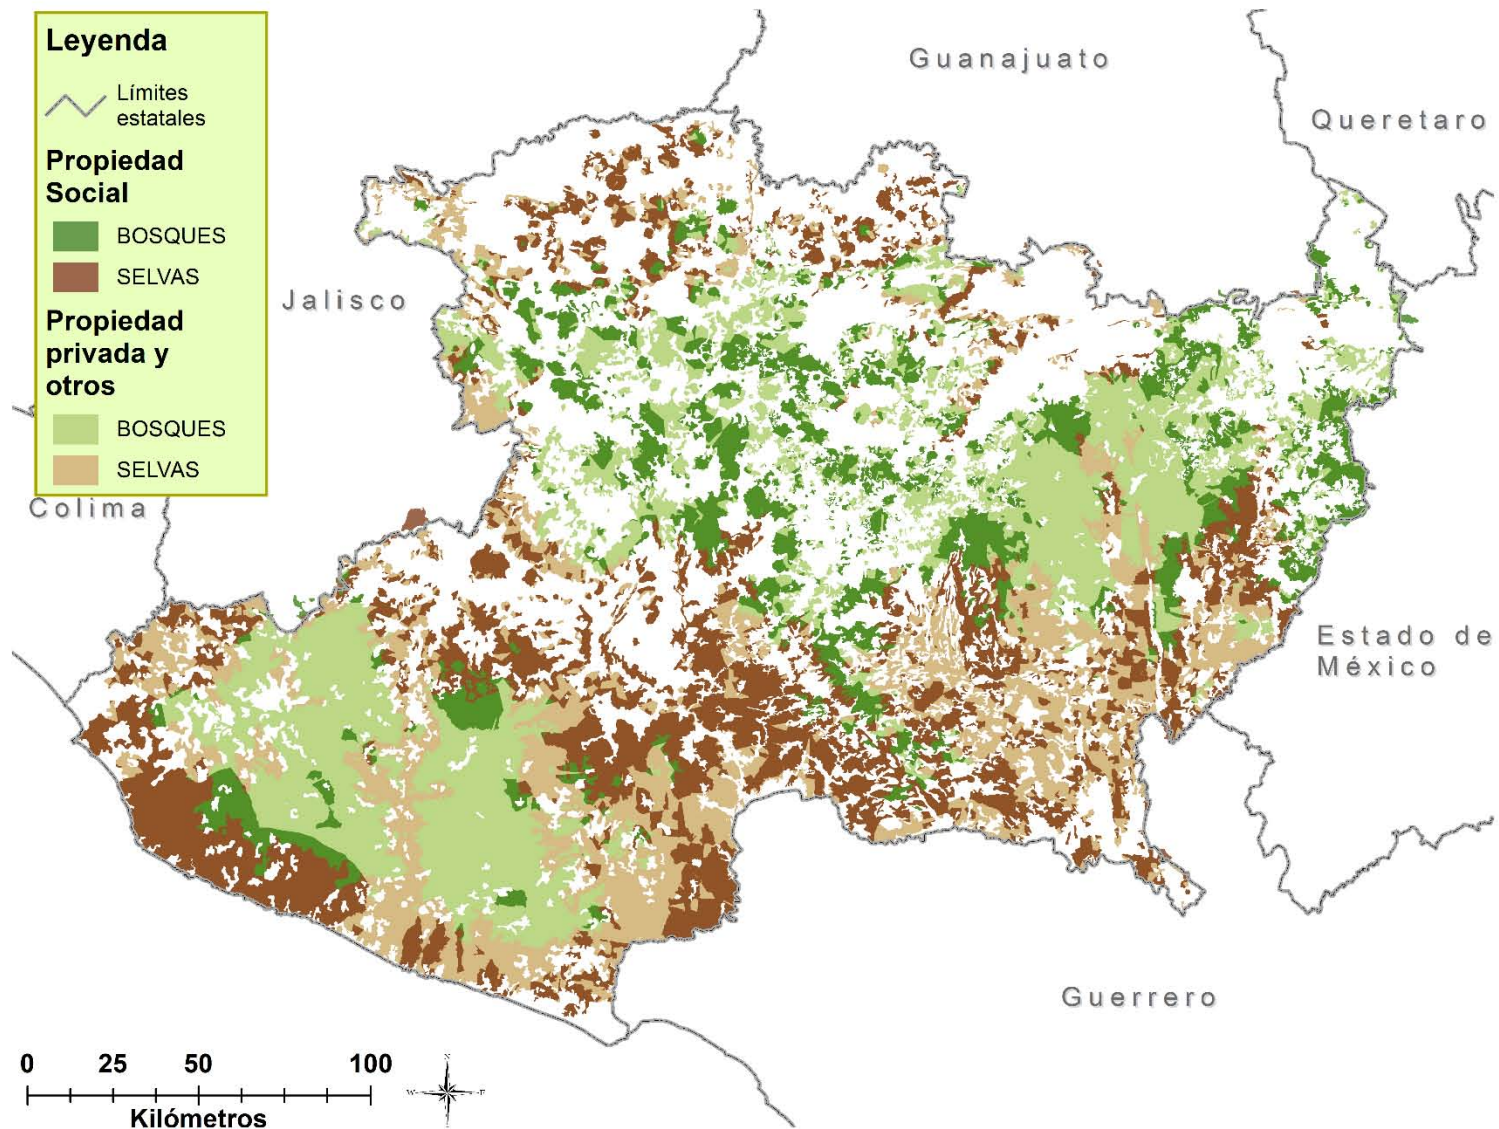 Leyenda
Límites
estatales
Propiedad
Social
BOSQUES
SELVAS
Propiedad
privada y
otros
BOSQUES
SELVAS
Guanajuato
Queretaro
Jalisco
Colima
Estado de
México
Guerrero
0 25 50 100
Kilómetros
N
W E
S